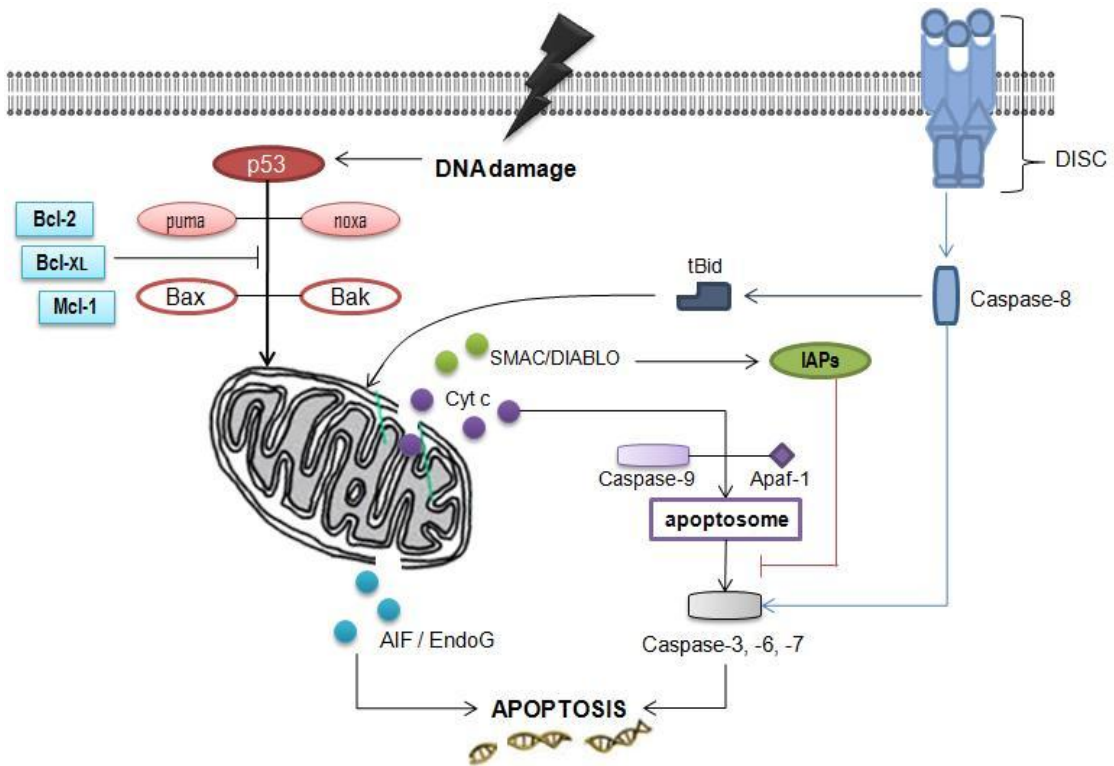 DISC
p53
DNA damage
Bcl-2
puma
noxa
Bcl-XL
Mcl-1
Bax
Bak
tBid
Caspase-8
SMAC/DIABLO
IAPs
Cyt c
Caspase-9
Apaf-1
apoptosome
AIF / EndoG
Caspase-3, -6, -7
APOPTOSIS